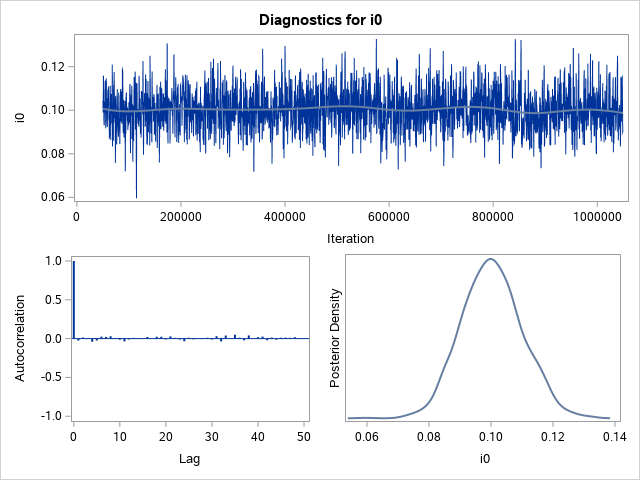 Diagnostics for i0
0.12
0.10
0.08
0.06
i0
0 200000 400000 600000 800000 1000000
Iteration
1.0
0.5
0.0
-0.5
-1.0
Autocorrelation
0 10 20 30 40 50
Lag
Posterior Density
0.06 0.08 0.10 0.12 0.14
i0